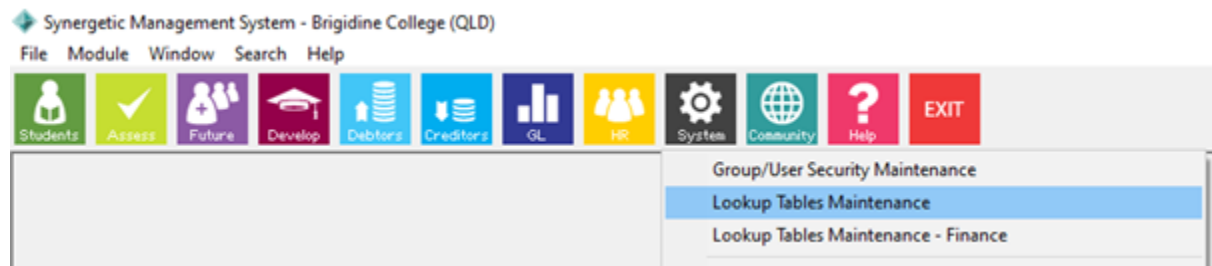 Synergetic Management System - Brigidine College (QLD)
File Module Window Search Help
Students Assess Future Develop Debtors Creditors GL HR System Community Help EXIT
Group/User Security Maintenance
Lookup Tables Maintenance
Lookup Tables Maintenance - Finance